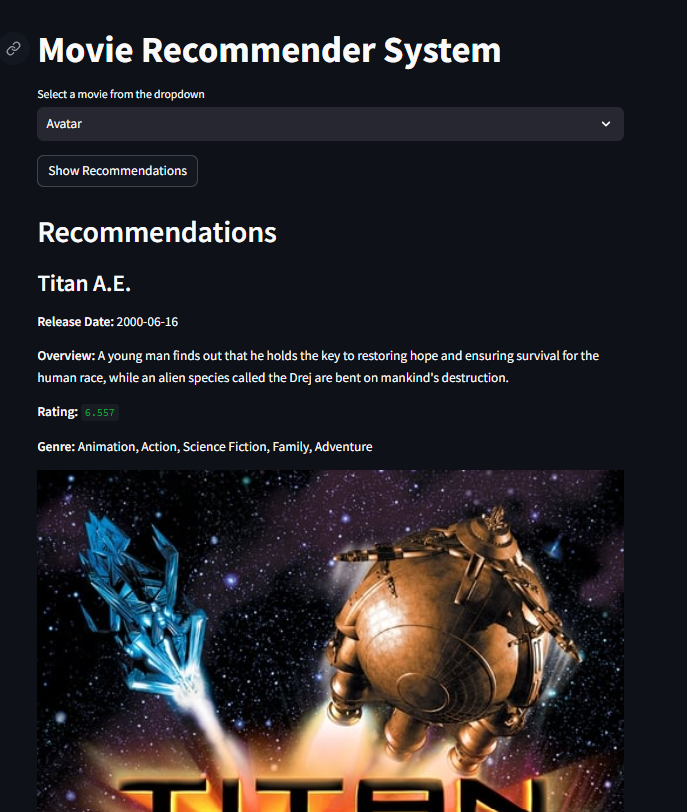 Movie Recommender System
Select a movie from the dropdown
Avatar
Show Recommendations
Recommendations
Titan A.E.
Release Date: 2000-06-16
Overview: A young man finds out that he holds the key to restoring hope and ensuring survival for the
human race, while an alien species called the Drej are bent on mankind's destruction.
Rating: 6.557
Genre: Animation, Action, Science Fiction, Family, Adventure
TITAN